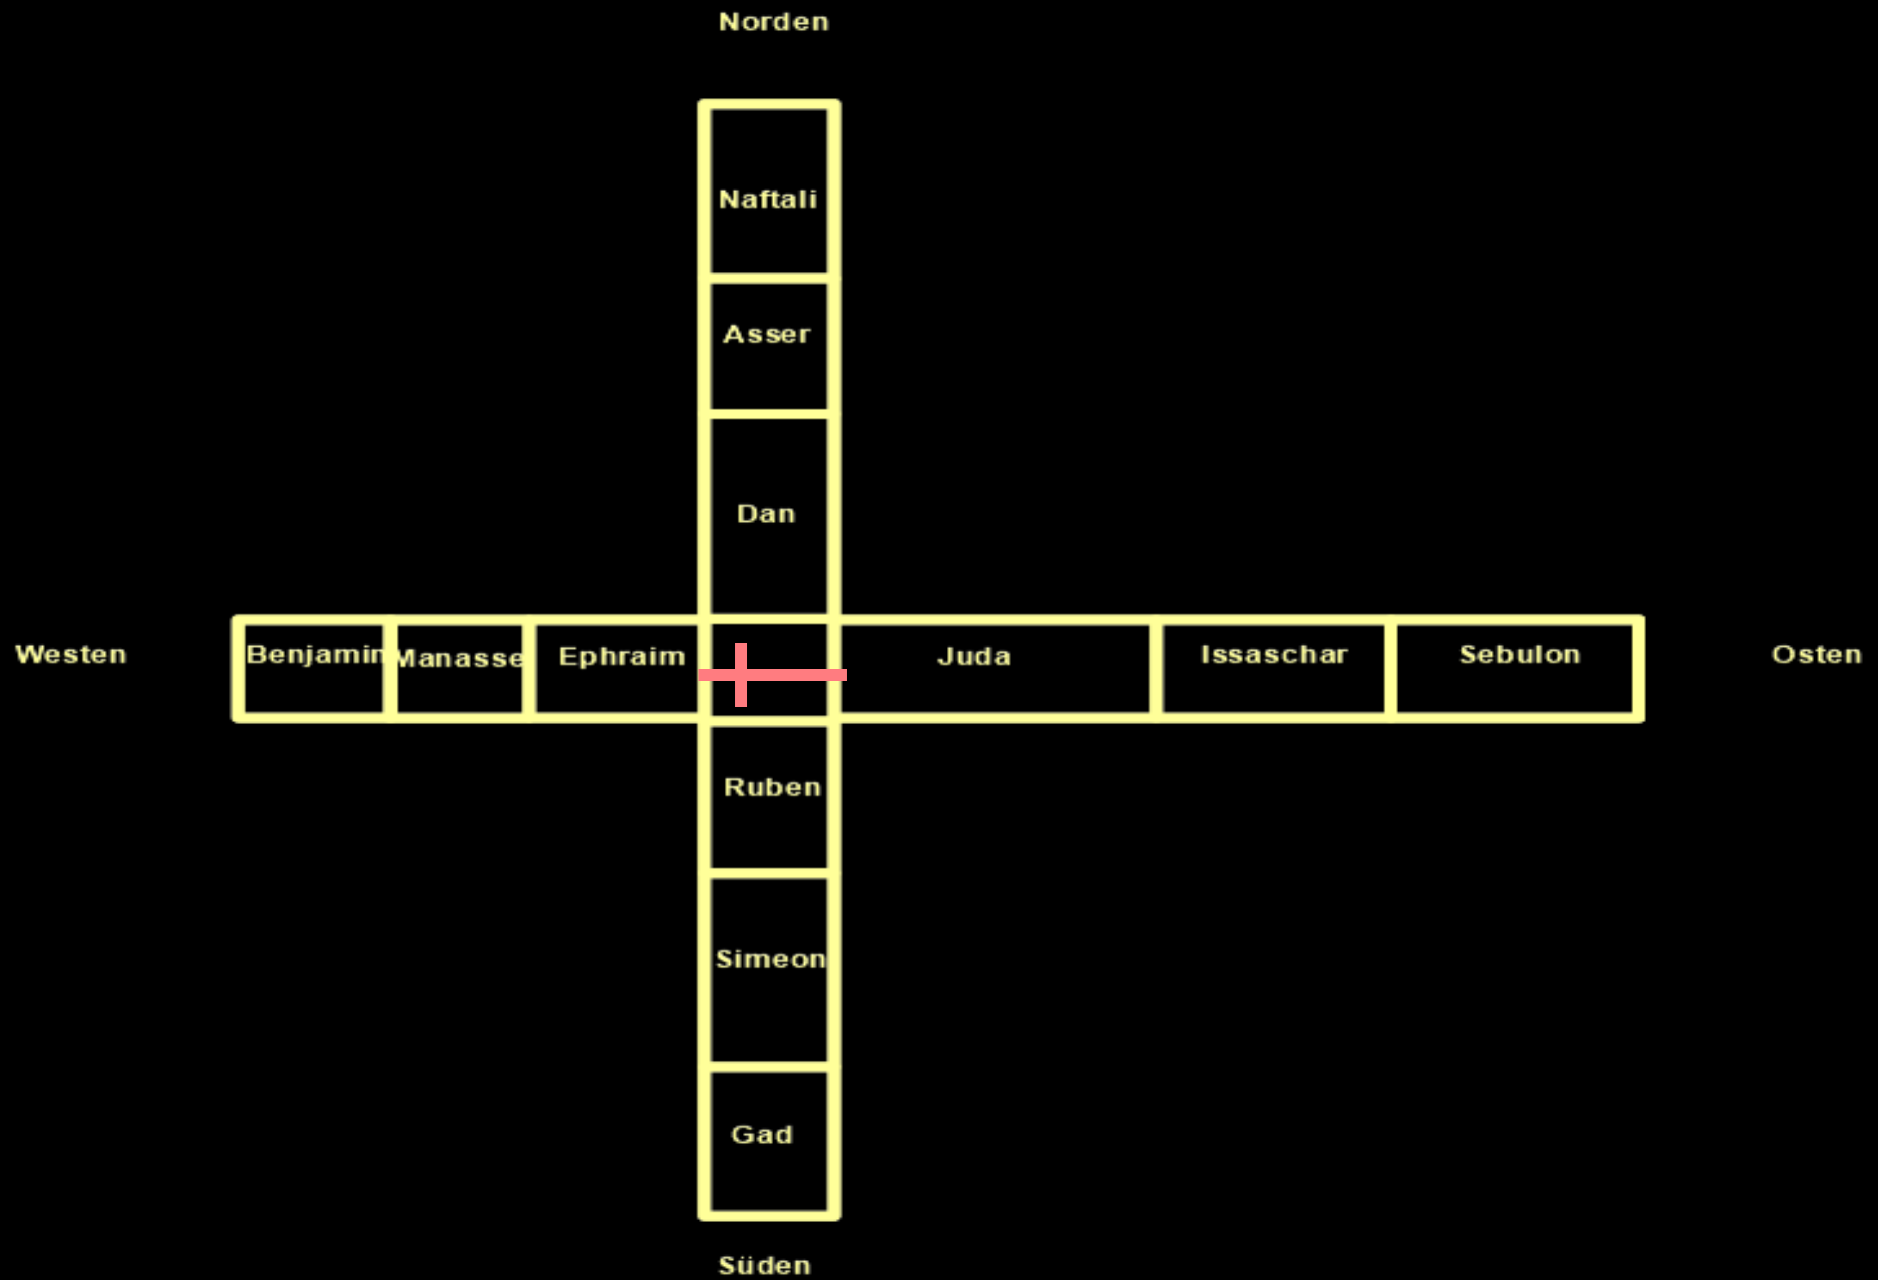 Norden
Naftali
Asser
Dan
Westen
Benjamin
Manasse
Ephraim
Juda
Issaschar
Sebulon
Osten
Ruben
Simeon
Gad
Süden